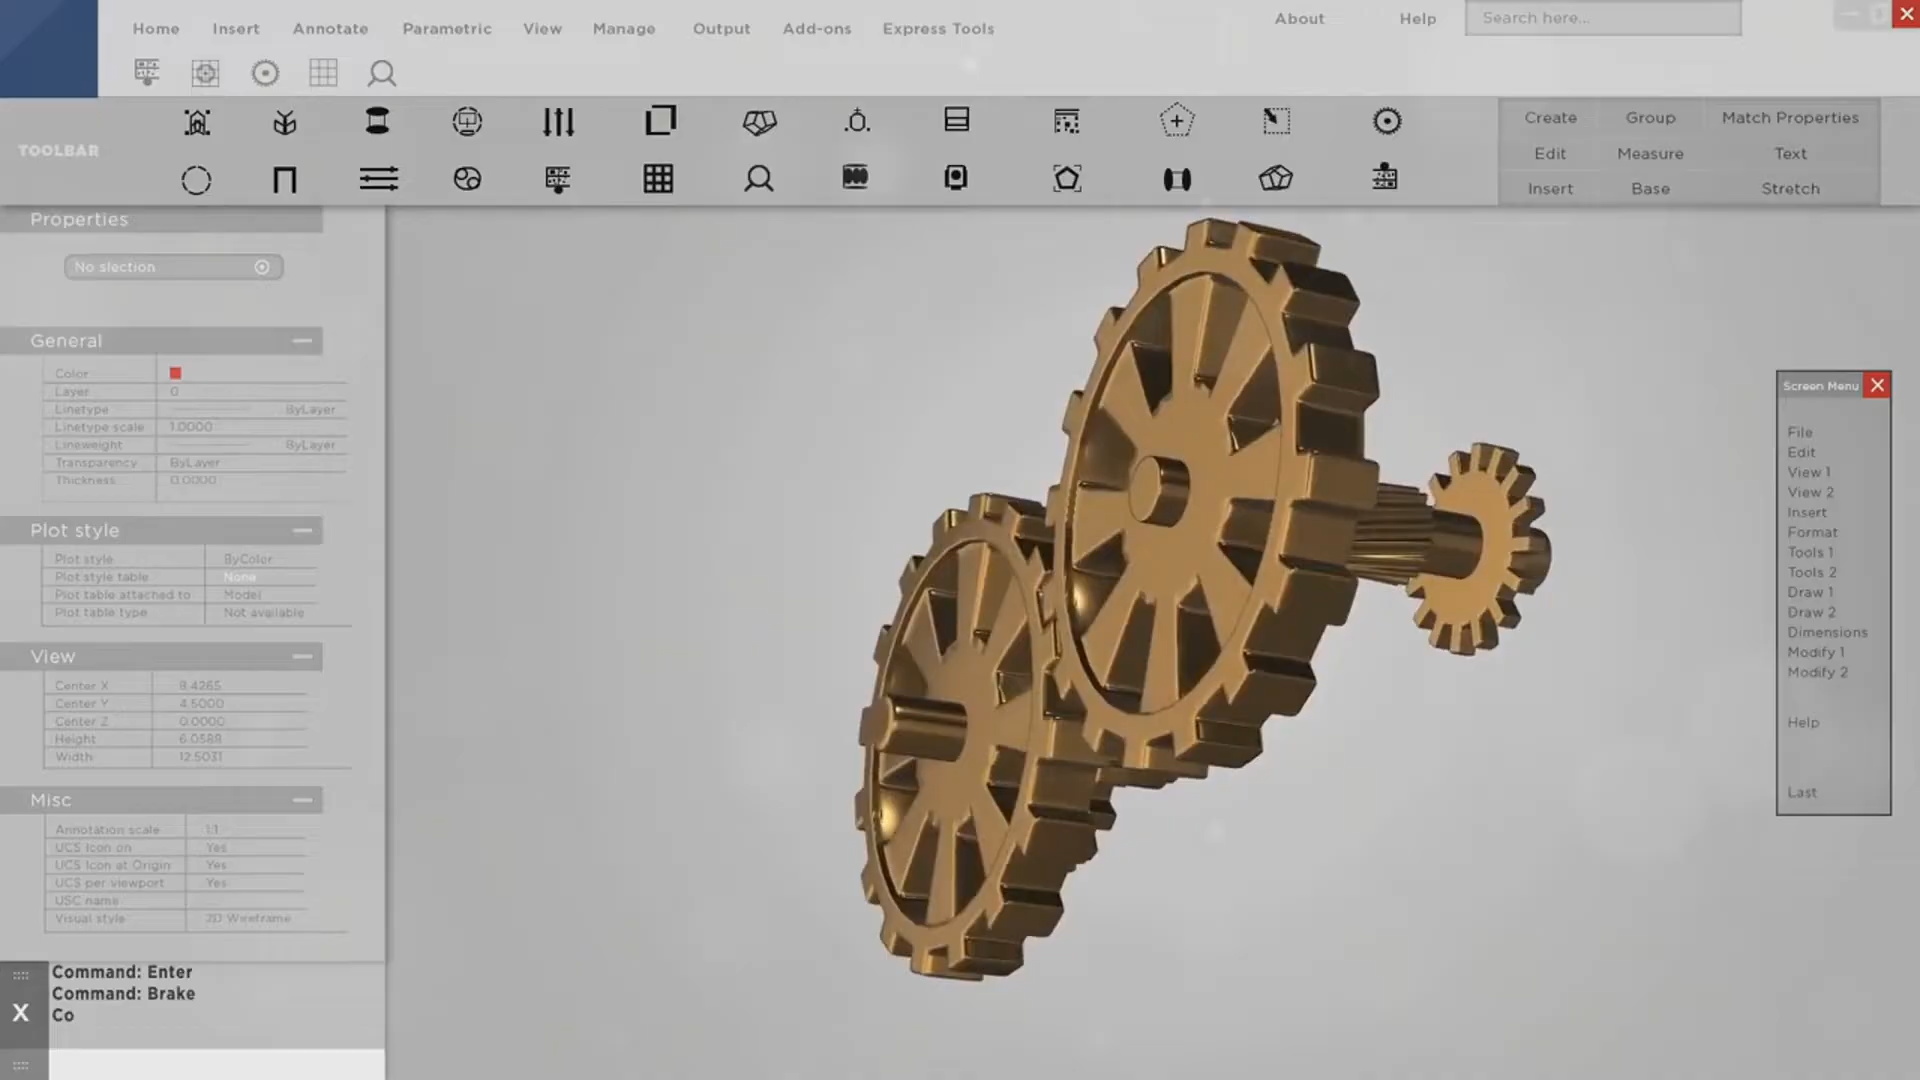 Home Insert Annotate Parametric View Manage Output Add-ons Express Tools About Help Search here...
TOOLBAR
Create Group Match Properties
Edit Measure Text
Insert Base Stretch
Properties
No slection
General
Color
Layer 0
Linetype ByLayer
Linetype scale 1.0000
Lineweight ByLayer
Transparency ByLayer
Thickness 0.0000
Plot style
Plot style ByColor
Plot style table None
Plot table attached to Model
Plot table type Not available
View
Center X 8.4265
Center Y 4.5000
Center Z 0.0000
Height 6.0588
Width 12.5031
Misc
Annotation scale 1:1
UCS Icon on Yes
UCS Icon at Origin Yes
UCS per viewport Yes
USC name
Visual style 2D Wireframe
Command: Enter
Command: Brake
Co
X
Screen Menu
File
Edit
View 1
View 2
Insert
Format
Tools 1
Tools 2
Draw 1
Draw 2
Dimensions
Modify 1
Modify 2
Help
Last